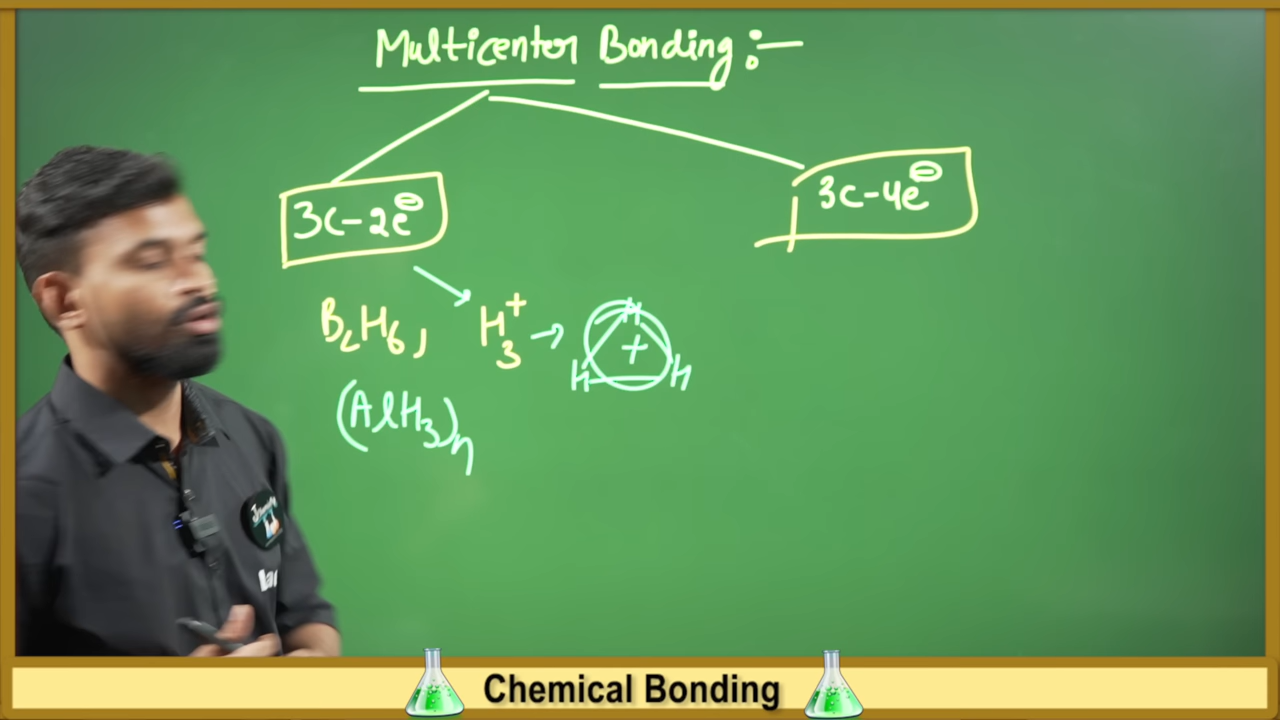 Multicenter Bonding :—
3c-2e⊖
3c-4e⊖
B₂H₆, H₃⁺ → H H H +
(AlH₃)n
Chemical Bonding